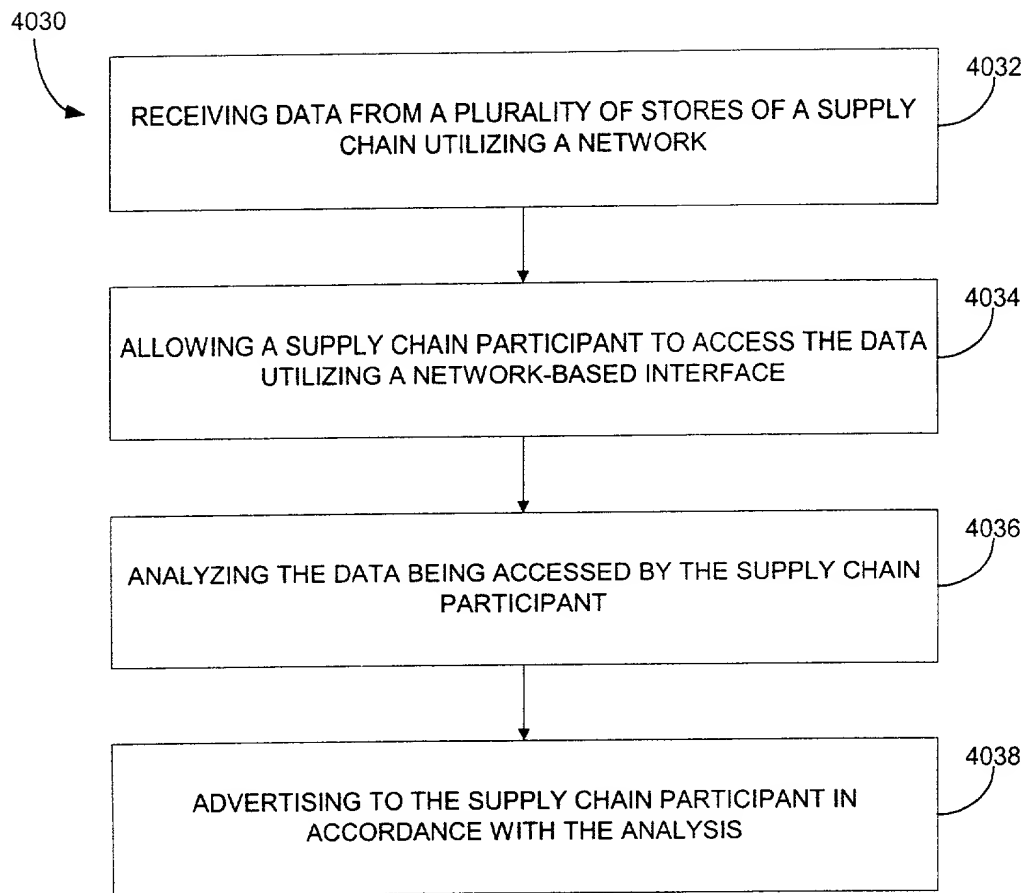 4030
4032
RECEIVING DATA FROM A PLURALITY OF STORES OF A SUPPLY
CHAIN UTILIZING A NETWORK
4034
ALLOWING A SUPPLY CHAIN PARTICIPANT TO ACCESS THE DATA
UTILIZING A NETWORK-BASED INTERFACE
4036
ANALYZING THE DATA BEING ACCESSED BY THE SUPPLY CHAIN
PARTICIPANT
4038
ADVERTISING TO THE SUPPLY CHAIN PARTICIPANT IN
ACCORDANCE WITH THE ANALYSIS